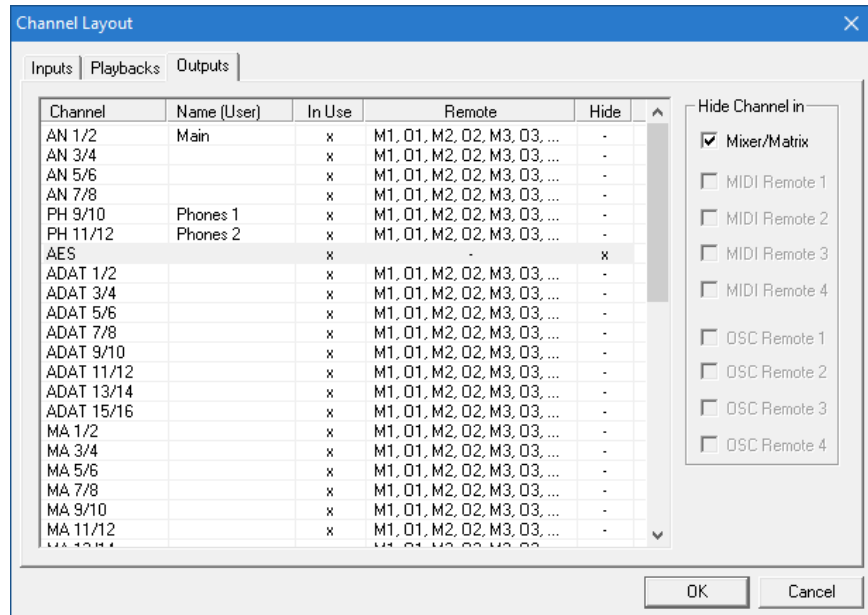 Channel Layout
Inputs Playbacks Outputs
Channel Name (User) In Use Remote Hide
AN 1/2 Main x M1, O1, M2, O2, M3, O3, ... -
AN 3/4 x M1, O1, M2, O2, M3, O3, ... -
AN 5/6 x M1, O1, M2, O2, M3, O3, ... -
AN 7/8 x M1, O1, M2, O2, M3, O3, ... -
PH 9/10 Phones 1 x M1, O1, M2, O2, M3, O3, ... -
PH 11/12 Phones 2 x M1, O1, M2, O2, M3, O3, ... -
AES x - x
ADAT 1/2 x M1, O1, M2, O2, M3, O3, ... -
ADAT 3/4 x M1, O1, M2, O2, M3, O3, ... -
ADAT 5/6 x M1, O1, M2, O2, M3, O3, ... -
ADAT 7/8 x M1, O1, M2, O2, M3, O3, ... -
ADAT 9/10 x M1, O1, M2, O2, M3, O3, ... -
ADAT 11/12 x M1, O1, M2, O2, M3, O3, ... -
ADAT 13/14 x M1, O1, M2, O2, M3, O3, ... -
ADAT 15/16 x M1, O1, M2, O2, M3, O3, ... -
MA 1/2 x M1, O1, M2, O2, M3, O3, ... -
MA 3/4 x M1, O1, M2, O2, M3, O3, ... -
MA 5/6 x M1, O1, M2, O2, M3, O3, ... -
MA 7/8 x M1, O1, M2, O2, M3, O3, ... -
MA 9/10 x M1, O1, M2, O2, M3, O3, ... -
MA 11/12 x M1, O1, M2, O2, M3, O3, ... -
Hide Channel in
Mixer/Matrix
MIDI Remote 1
MIDI Remote 2
MIDI Remote 3
MIDI Remote 4
OSC Remote 1
OSC Remote 2
OSC Remote 3
OSC Remote 4
OK Cancel